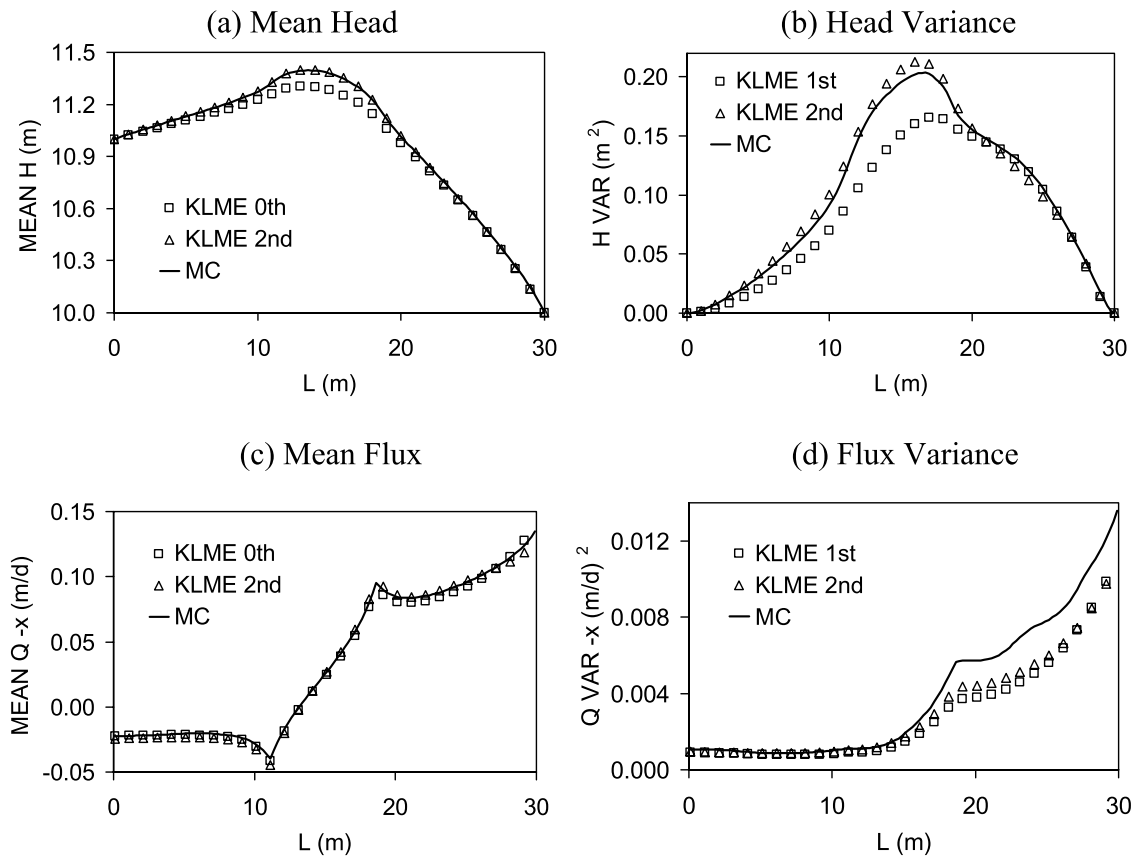 (a) Mean Head
(b) Head Variance
11.5
11.2
10.9
10.6
10.3
10.0
MEAN H (m)
KLME 0th
KLME 2nd
MC
0 10 20 30
L (m)
0.20
0.15
0.10
0.05
0.00
H VAR (m²)
KLME 1st
KLME 2nd
MC
0 10 20 30
L (m)
(c) Mean Flux
(d) Flux Variance
0.15
0.10
0.05
0.00
-0.05
MEAN Q -x (m/d)
KLME 0th
KLME 2nd
MC
0 10 20 30
L (m)
0.012
0.008
0.004
0.000
Q VAR -x (m/d) ²
KLME 1st
KLME 2nd
MC
0 10 20 30
L (m)